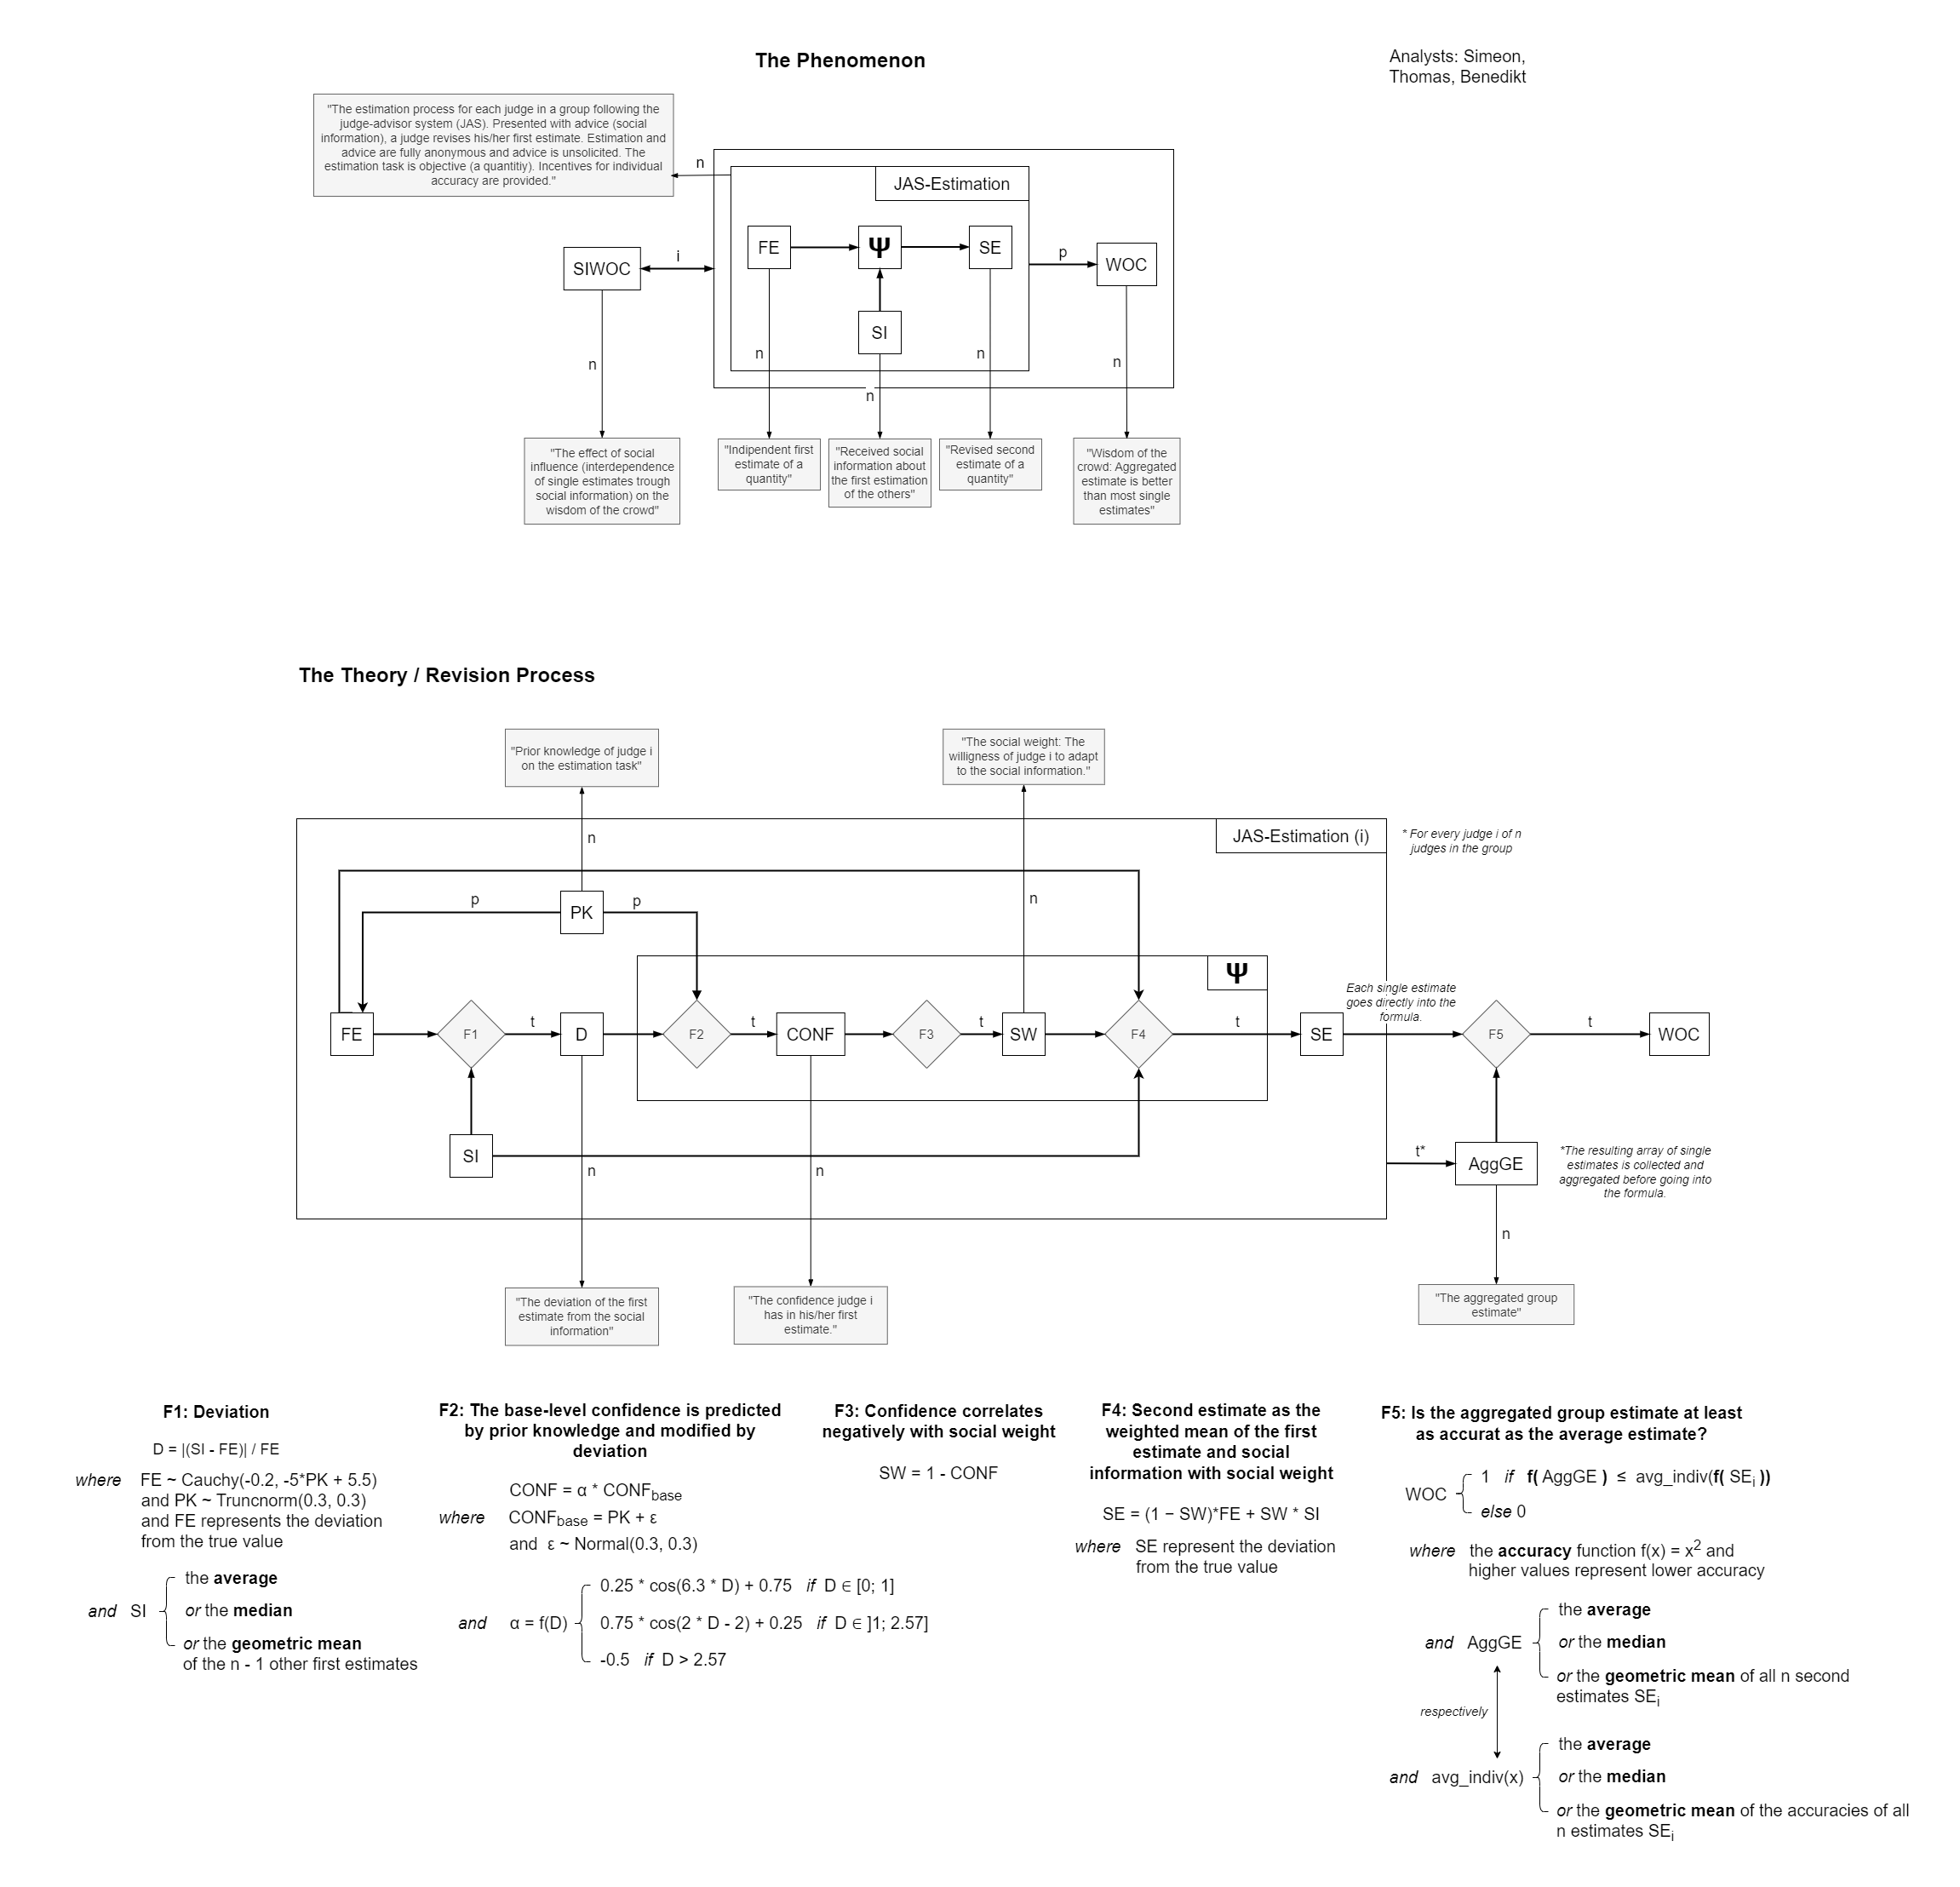 The Phenomenon
Analysts: Simeon,
Thomas, Benedikt
"The estimation process for each judge in a group following the
judge-advisor system (JAS). Presented with advice (social
information), a judge revises his/her first estimate. Estimation and
advice are fully anonymous and advice is unsolicited. The
estimation task is objective (a quantitiy). Incentives for individual
accuracy are provided."
n
JAS-Estimation
FE
Ψ
SE
SIWOC
i
p
WOC
SI
n
n
n
n
n
"The effect of social
influence (interdependence
of single estimates trough
social information) on the
wisdom of the crowd"
"Indipendent first
estimate of a
quantity"
"Received social
information about
the first estimation
of the others"
"Revised second
estimate of a
quantity"
"Wisdom of the
crowd: Aggregated
estimate is better
than most single
estimates"
The Theory / Revision Process
"Prior knowledge of judge i
on the estimation task"
"The social weight: The
willigness of judge i to adapt
to the social information."
n
JAS-Estimation (i)
* For every judge i of n
judges in the group
p
PK
p
n
Ψ
Each single estimate
goes directly into the
formula.
FE
F1
t
D
F2
t
CONF
F3
t
SW
F4
t
SE
F5
t
WOC
SI
n
n
t*
AggGE
*The resulting array of single
estimates is collected and
aggregated before going into
the formula.
n
"The deviation of the first
estimate from the social
information"
"The confidence judge i
has in his/her first
estimate."
"The aggregated group
estimate"
F1: Deviation
D = |(SI - FE)| / FE
where FE ~ Cauchy(-0.2, -5*PK + 5.5)
and PK ~ Truncnorm(0.3, 0.3)
and FE represents the deviation
from the true value
the average
and SI or the median
or the geometric mean
of the n - 1 other first estimates
F2: The base-level confidence is predicted
by prior knowledge and modified by
deviation
CONF = α * CONFbase
where CONFbase = PK + ε
and ε ~ Normal(0.3, 0.3)
0.25 * cos(6.3 * D) + 0.75 if D ∈ [0; 1]
and α = f(D) 0.75 * cos(2 * D - 2) + 0.25 if D ∈ ]1; 2.57]
-0.5 if D > 2.57
F3: Confidence correlates
negatively with social weight
SW = 1 - CONF
F4: Second estimate as the
weighted mean of the first
estimate and social
information with social weight
SE = (1 − SW)*FE + SW * SI
where SE represent the deviation
from the true value
F5: Is the aggregated group estimate at least
as accurat as the average estimate?
1 if f( AggGE ) ≤ avg_indiv(f( SEi ))
WOC
else 0
where the accuracy function f(x) = x² and
higher values represent lower accuracy
the average
and AggGE or the median
or the geometric mean of all n second
estimates SEi
respectively
the average
and avg_indiv(x) or the median
or the geometric mean of the accuracies of all
n estimates SEi